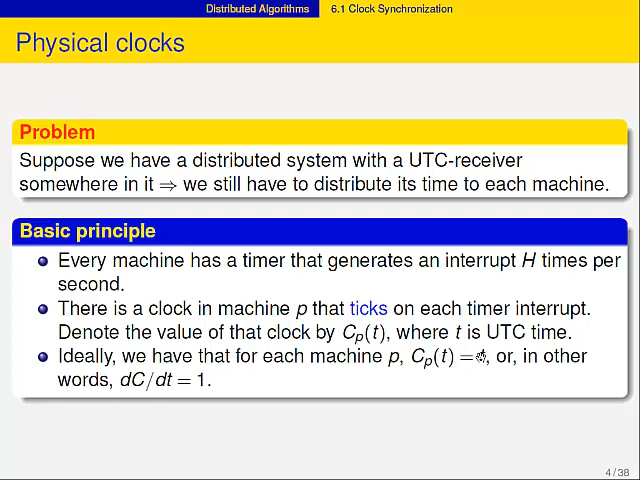 Distributed Algorithms 6.1 Clock Synchronization
Physical clocks
Problem
Suppose we have a distributed system with a UTC-receiver
somewhere in it ⇒ we still have to distribute its time to each machine.
Basic principle
Every machine has a timer that generates an interrupt H times per
second.
There is a clock in machine p that ticks on each timer interrupt.
Denote the value of that clock by Cp(t), where t is UTC time.
Ideally, we have that for each machine p, Cp(t) = , or, in other
words, dC/dt = 1.
4 / 38